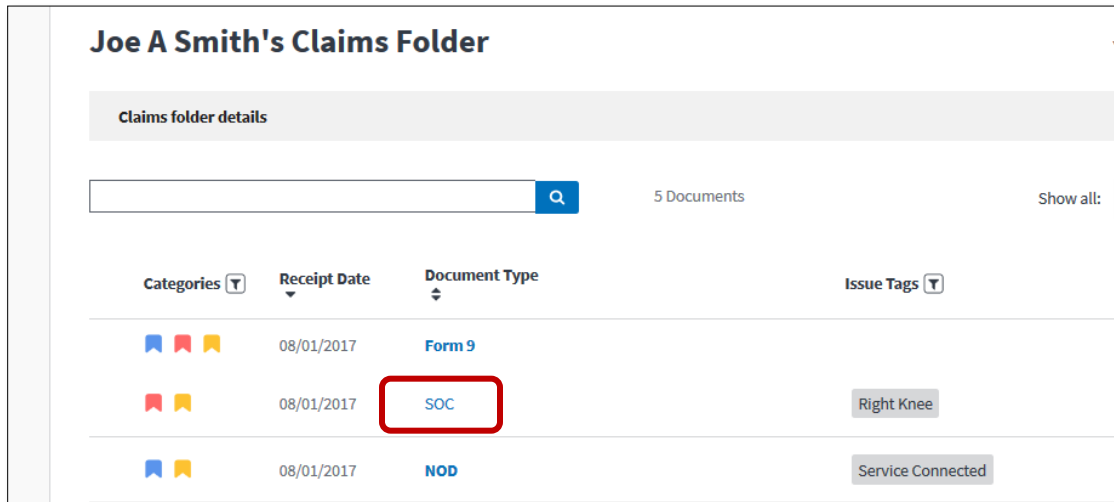 Joe A Smith's Claims Folder
Claims folder details
5 Documents Show all:
Categories Receipt Date Document Type Issue Tags
08/01/2017 Form 9
08/01/2017 SOC Right Knee
08/01/2017 NOD Service Connected